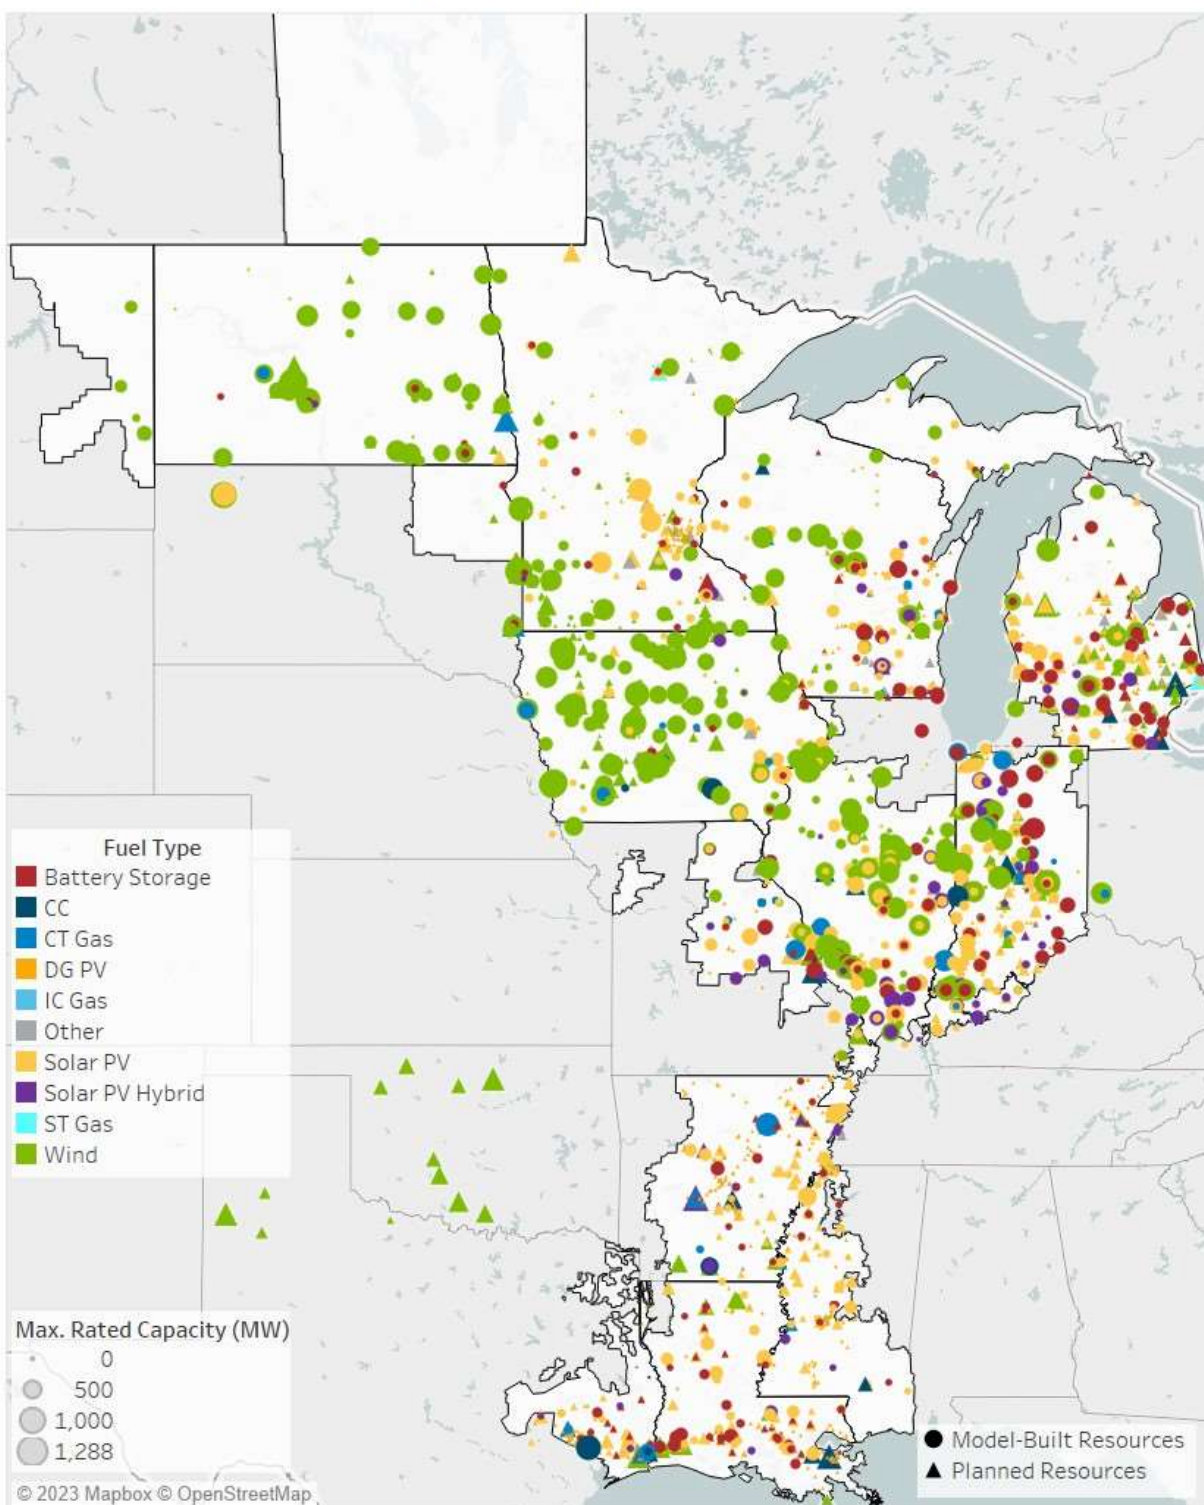 Fuel Type
Battery Storage
CC
CT Gas
DG PV
IC Gas
Other
Solar PV
Solar PV Hybrid
ST Gas
Wind
Max. Rated Capacity (MW)
0
500
1,000
1,288
Model-Built Resources
Planned Resources
© 2023 Mapbox © OpenStreetMap